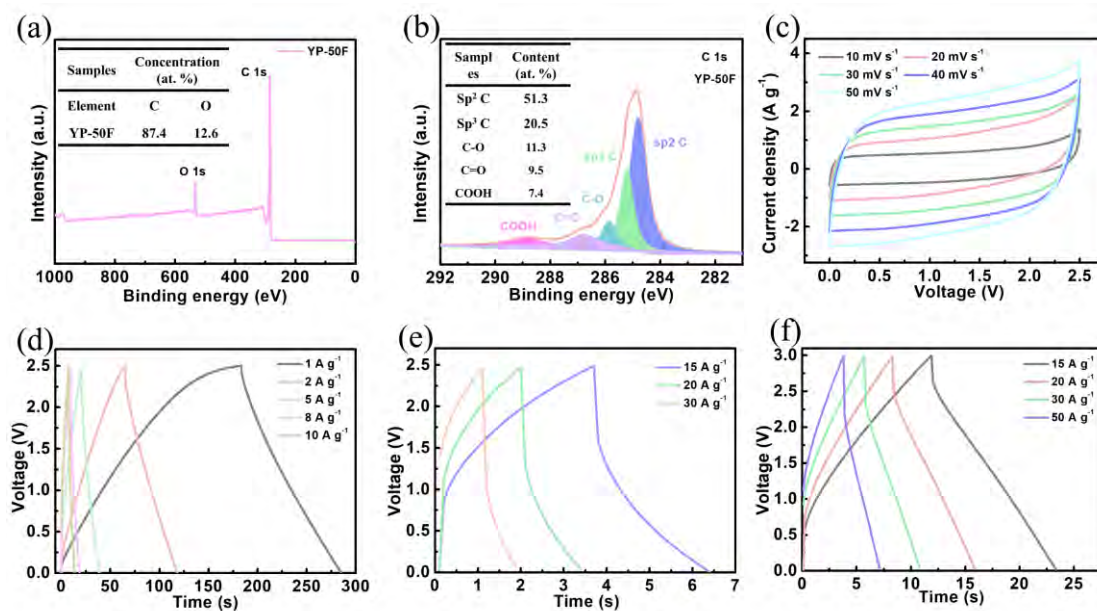 (a)
YP-50F
Samples Concentration (at. %)
Element C O
YP-50F 87.4 12.6
C 1s
O 1s
Intensity (a.u.)
1000 800 600 400 200 0
Binding energy (eV)
(b)
C 1s
YP-50F
Sampl es Content (at. %)
Sp² C 51.3
Sp³ C 20.5
C-O 11.3
C=O 9.5
COOH 7.4
sp2 C
C-O
COOH
Intensity (a.u.)
292 290 288 286 284 282
Binding energy (eV)
(c)
10 mV s⁻¹ 20 mV s⁻¹
30 mV s⁻¹ 40 mV s⁻¹
50 mV s⁻¹
Current density (A g⁻¹)
4
2
0
-2
0.0 0.5 1.0 1.5 2.0 2.5
Voltage (V)
(d)
1 A g⁻¹
2 A g⁻¹
5 A g⁻¹
8 A g⁻¹
10 A g⁻¹
Voltage (V)
2.5
2.0
1.5
1.0
0.5
0.0
0 50 100 150 200 250 300
Time (s)
(e)
15 A g⁻¹
20 A g⁻¹
30 A g⁻¹
Voltage (V)
2.5
2.0
1.5
1.0
0.5
0.0
0 1 2 3 4 5 6 7
Time (s)
(f)
15 A g⁻¹
20 A g⁻¹
30 A g⁻¹
50 A g⁻¹
Voltage (V)
3.0
2.5
2.0
1.5
1.0
0.5
0.0
0 5 10 15 20 25
Time (s)